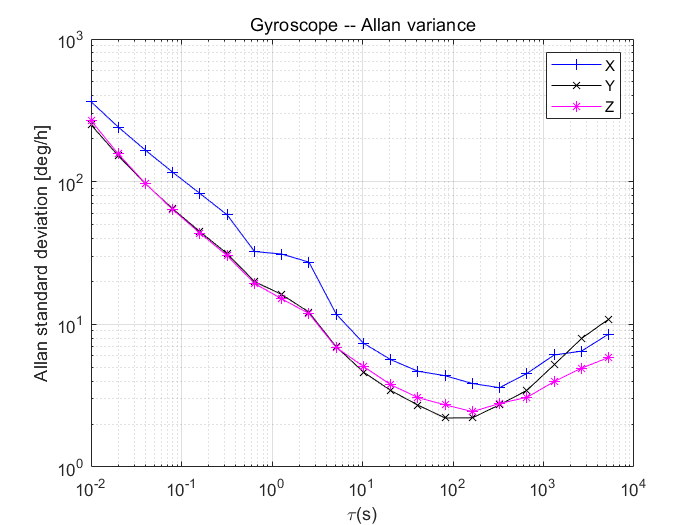 Gyroscope -- Allan variance
10^3
10^2
10^1
10^0
Allan standard deviation [deg/h]
X
Y
Z
10^-2 10^-1 10^0 10^1 10^2 10^3 10^4
τ(s)